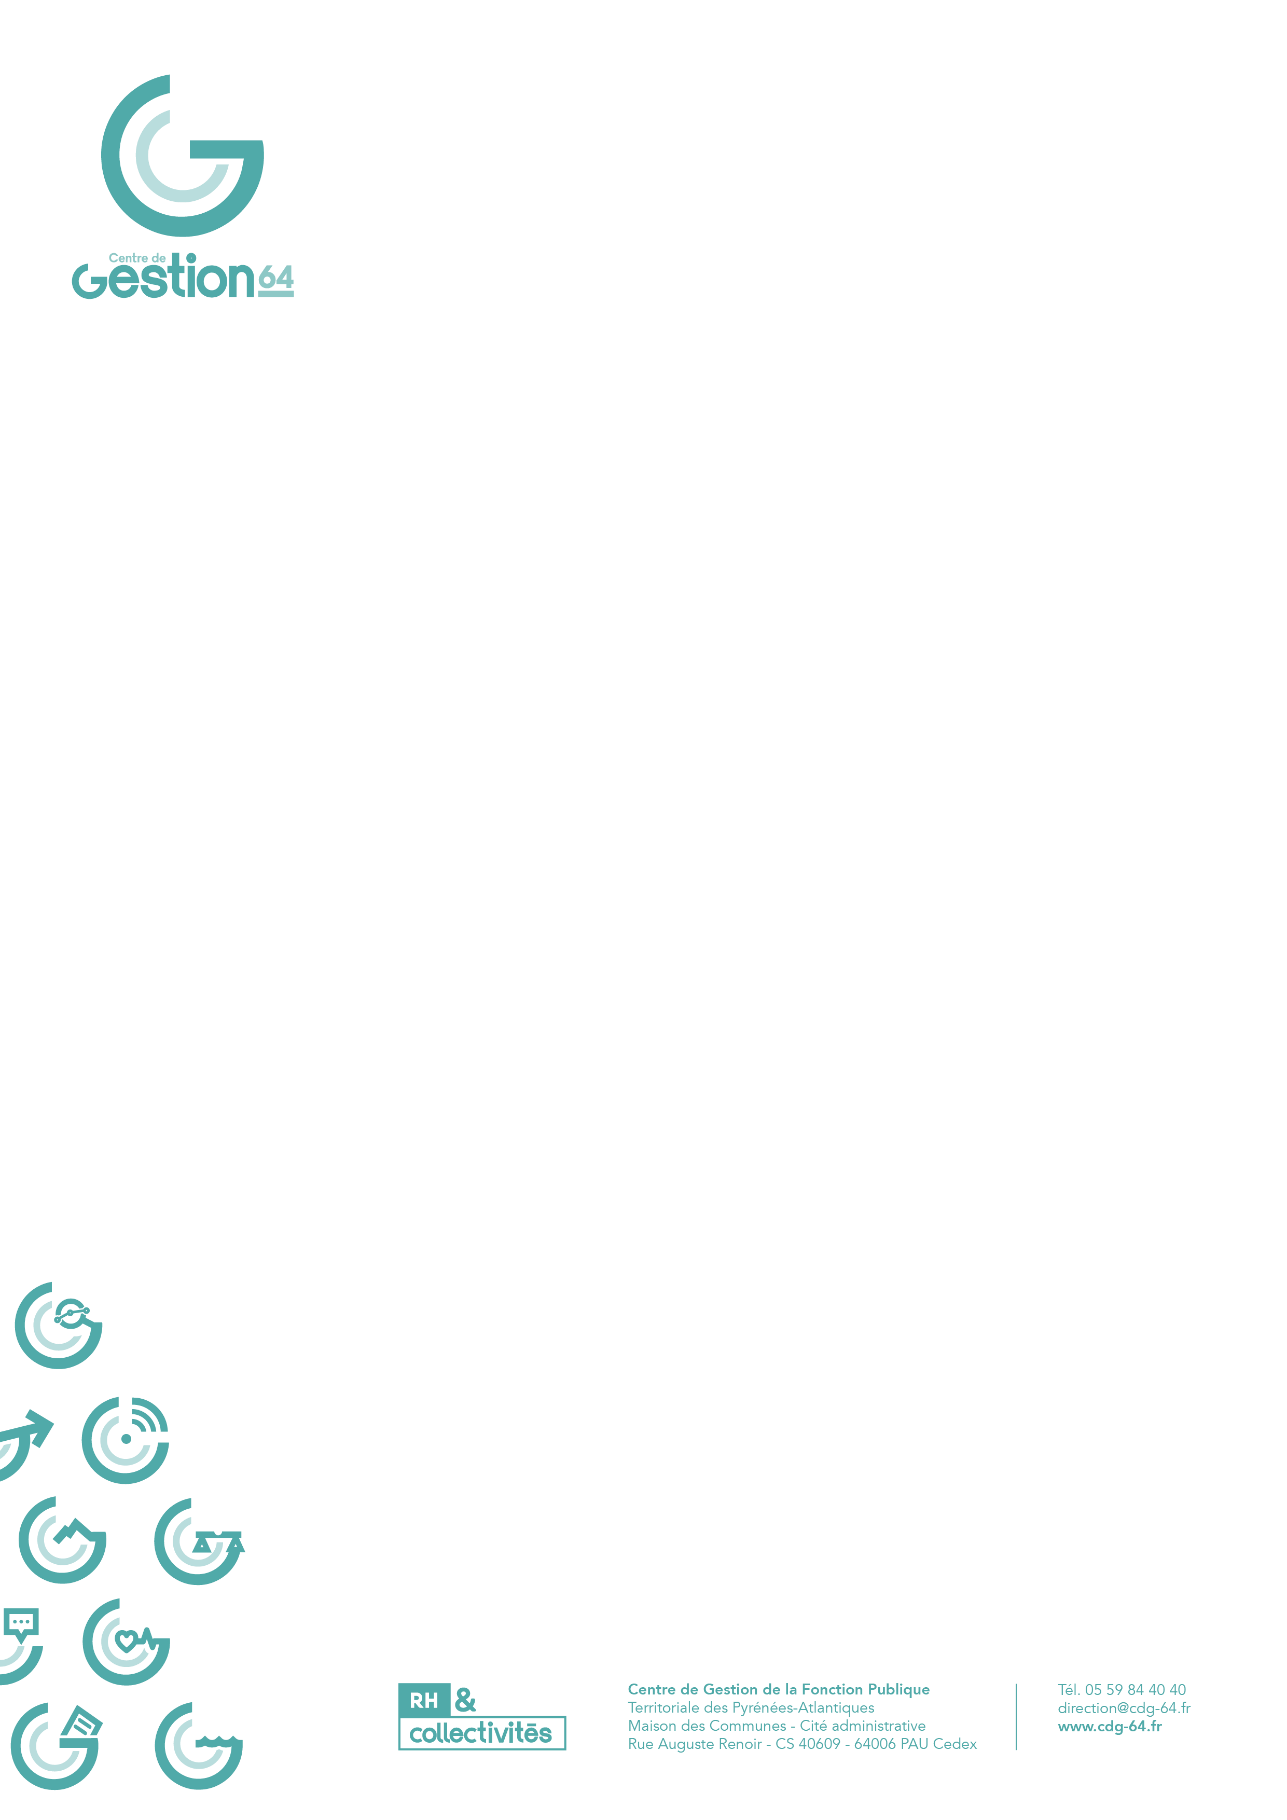 Centre de
Gestion 64
RH &
collectivités
Centre de Gestion de la Fonction Publique
Territoriale des Pyrénées-Atlantiques
Maison des Communes - Cité administrative
Rue Auguste Renoir - CS 40609 - 64006 PAU Cedex
Tél. 05 59 84 40 40
direction@cdg-64.fr
www.cdg-64.fr